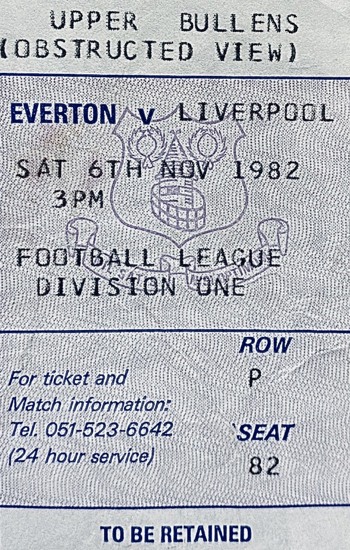 UPPER BULLENS
(OBSTRUCTED VIEW)
EVERTON v LIVERPOOL
SAT 6TH NOV 1982
3PM
FOOTBALL LEAGUE
DIVISION ONE
ROW
P
For ticket and
Match information:
Tel. 051-523-6642
(24 hour service)
SEAT
82
TO BE RETAINED